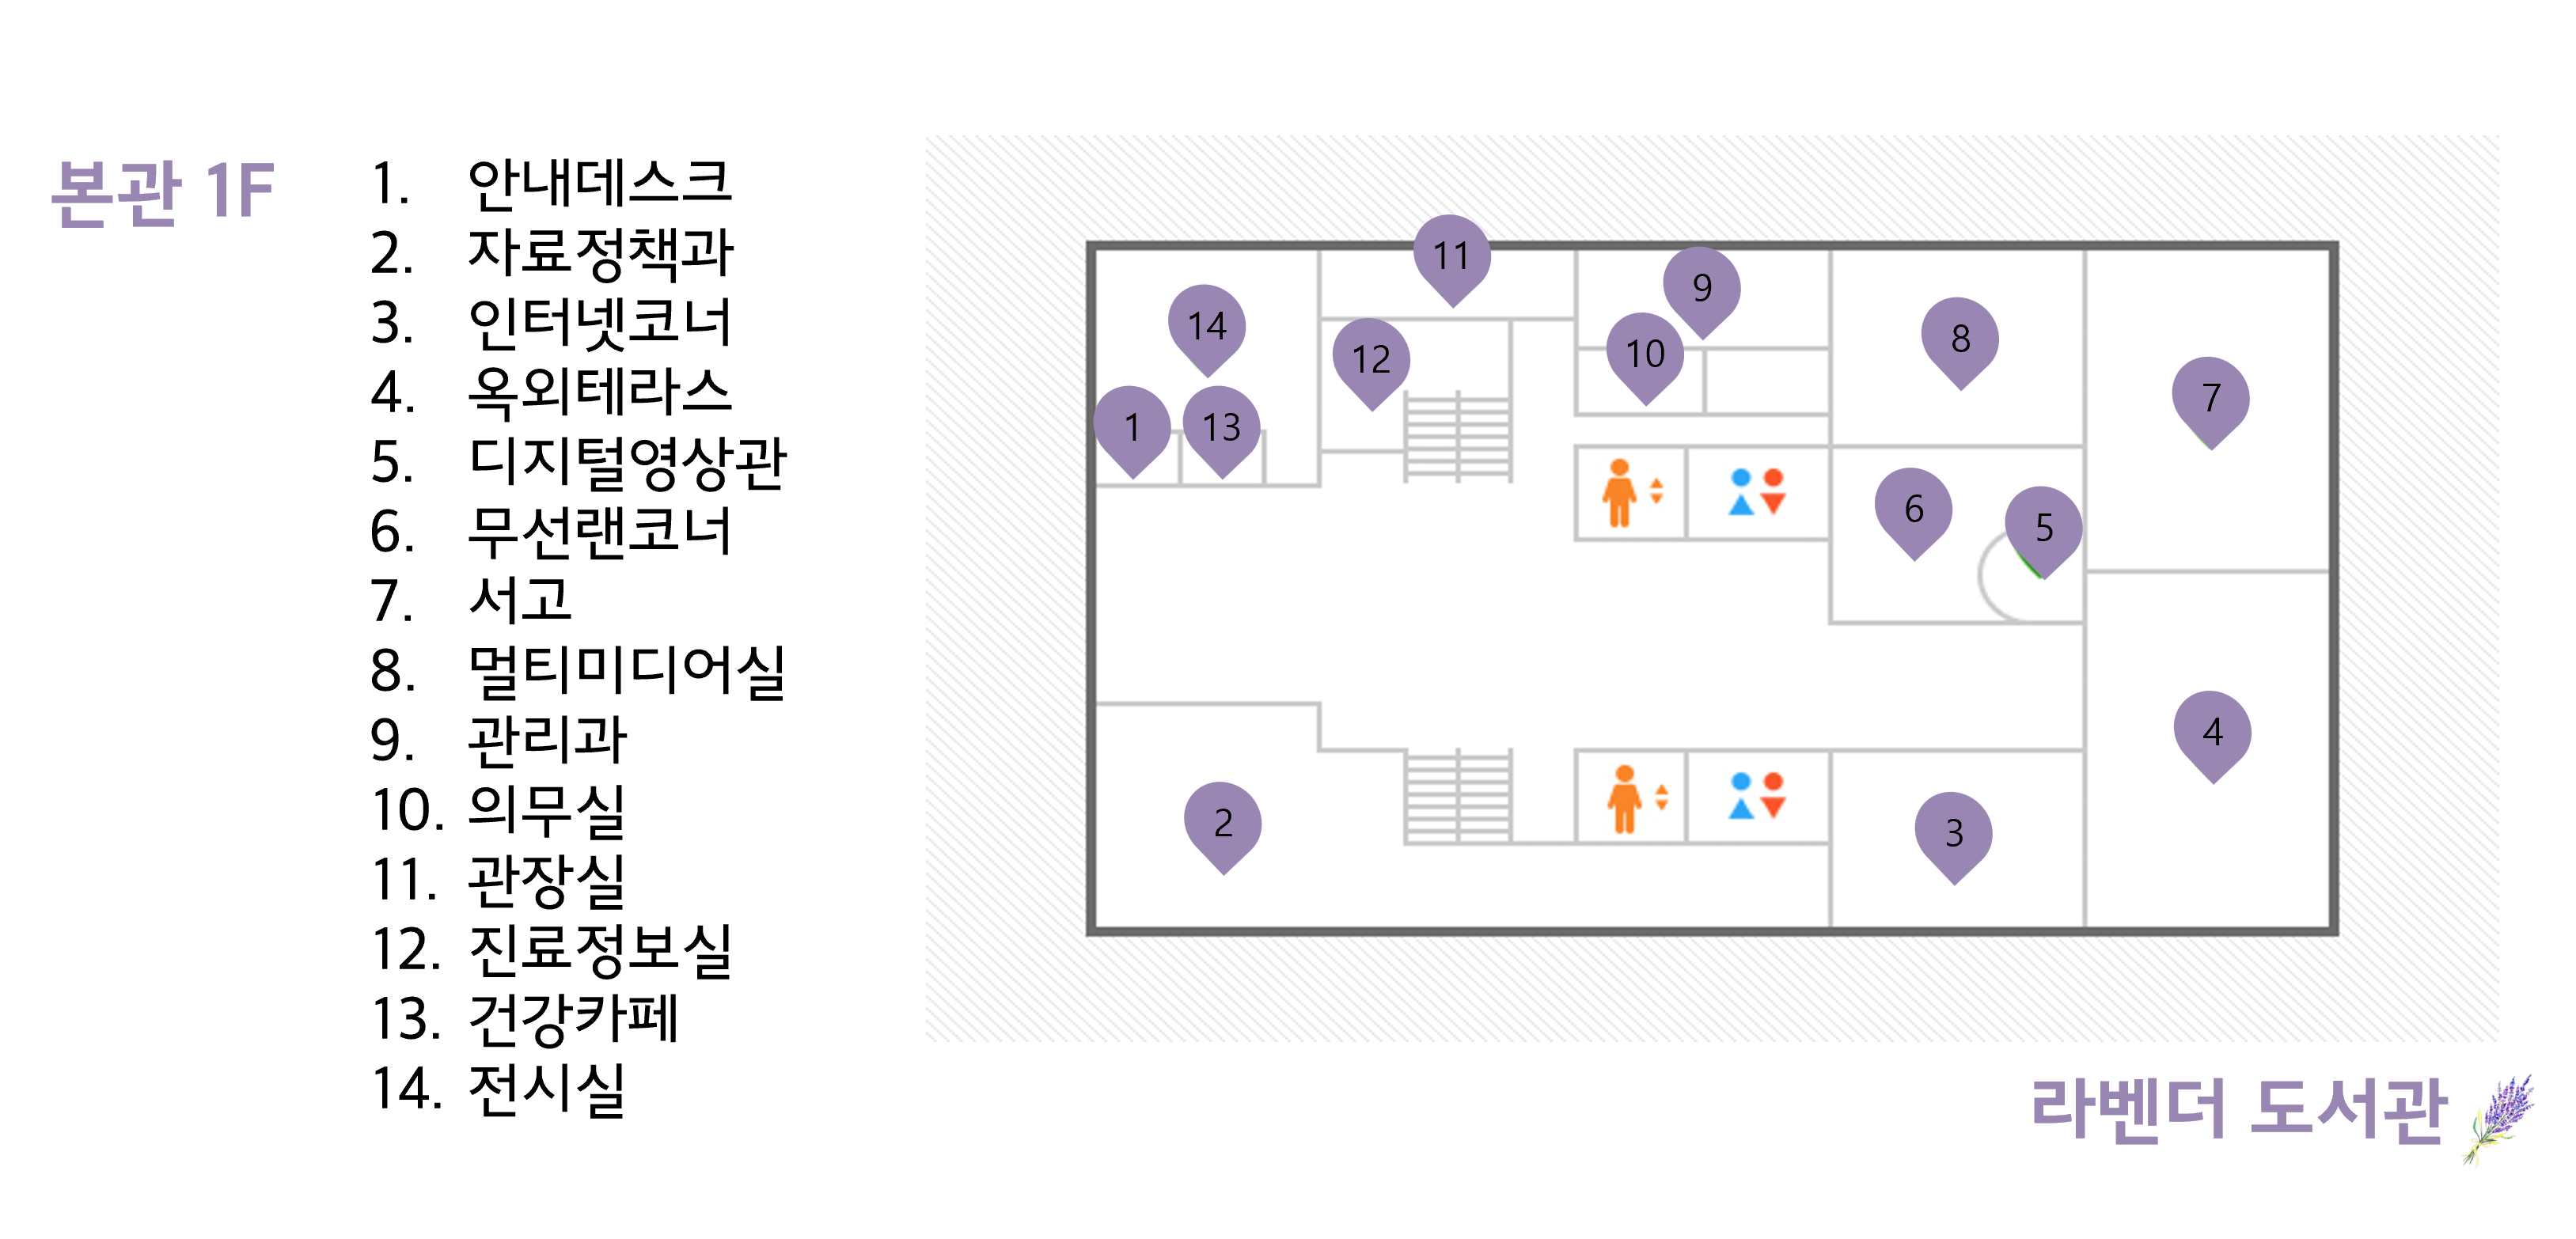 본관 1F
1. 안내데스크
2. 자료정책과
3. 인터넷코너
4. 옥외테라스
5. 디지털영상관
6. 무선랜코너
7. 서고
8. 멀티미디어실
9. 관리과
10. 의무실
11. 관장실
12. 진료정보실
13. 건강카페
14. 전시실
11
9
14
12
10
8
7
1
13
6
5
4
2
3
라벤더 도서관